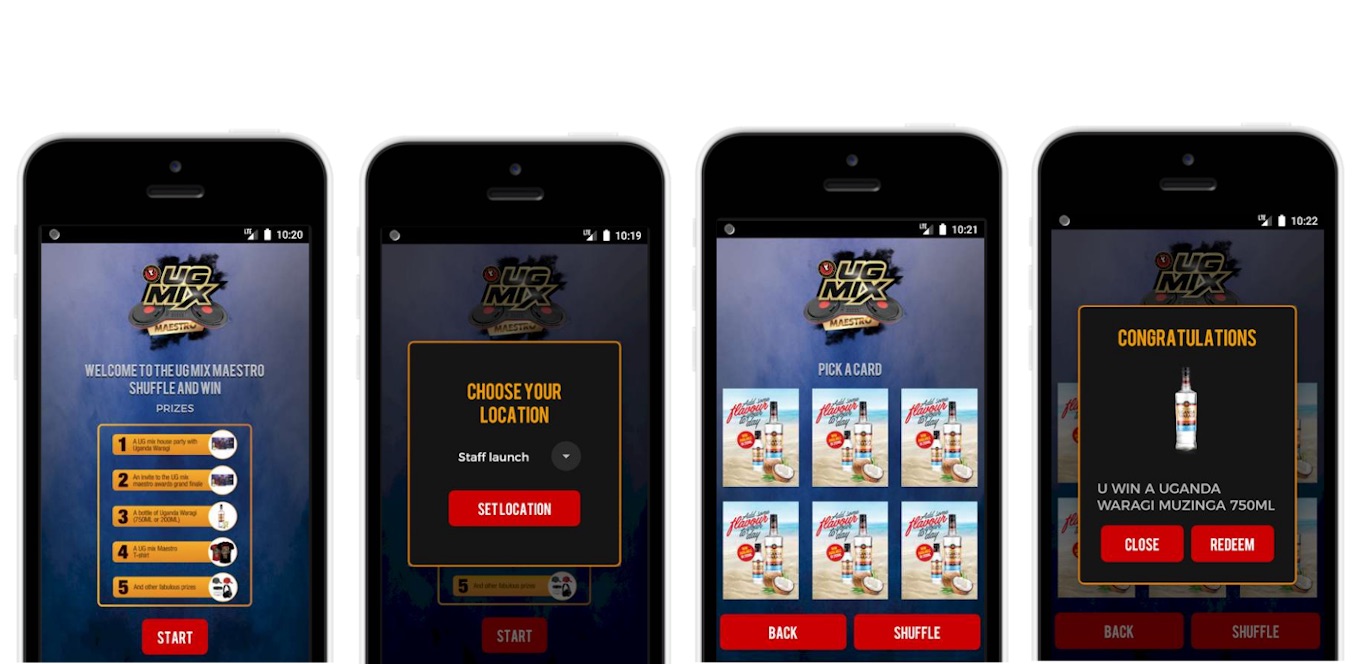 LTE 10:20
UG
MIX
MAESTRO
WELCOME TO THE UG MIX MAESTRO
SHUFFLE AND WIN
PRIZES
1 A UG mix house party with
Uganda Waragi
2 An invite to the UG mix
maestro awards grand finale
3 A bottle of Uganda Waragi
(750ML or 200ML)
4 A UG mix Maestro
T-shirt
5 And other fabulous prizes
START
LTE 10:19
UG
MIX
MAESTRO
CHOOSE YOUR
LOCATION
Staff launch
SET LOCATION
5 And other fabulous prizes
START
LTE 10:21
UG
MIX
MAESTRO
PICK A CARD
Add some flavour to your day
Add some flavour to your day
Add some flavour to your day
Add some flavour to your day
Add some flavour to your day
Add some flavour to your day
BACK
SHUFFLE
LTE 10:22
UG
MIX
CONGRATULATIONS
U WIN A UGANDA
WARAGI MUZINGA 750ML
CLOSE
REDEEM
BACK
SHUFFLE